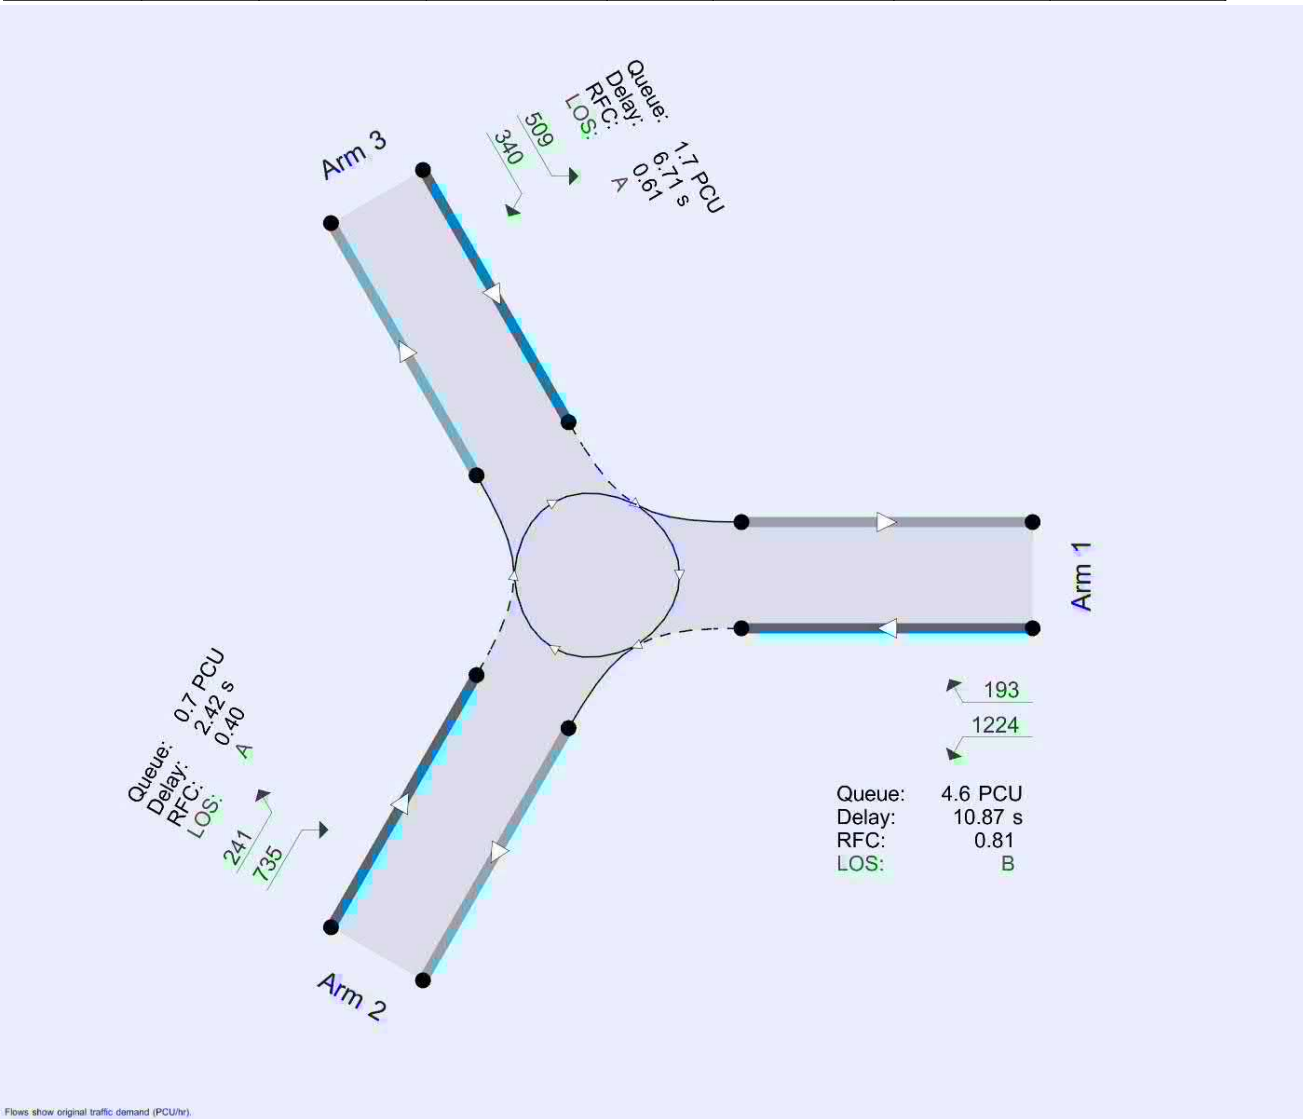 Arm 3
340
509
Queue: 1.7 PCU
Delay: 6.71 s
RFC: 0.61
LOS: A
Arm 1
193
1224
Queue: 4.6 PCU
Delay: 10.87 s
RFC: 0.81
LOS: B
Queue: 0.7 PCU
Delay: 2.42 s
RFC: 0.40
LOS: A
241
735
Arm 2
Flows show original traffic demand (PCU/hr).